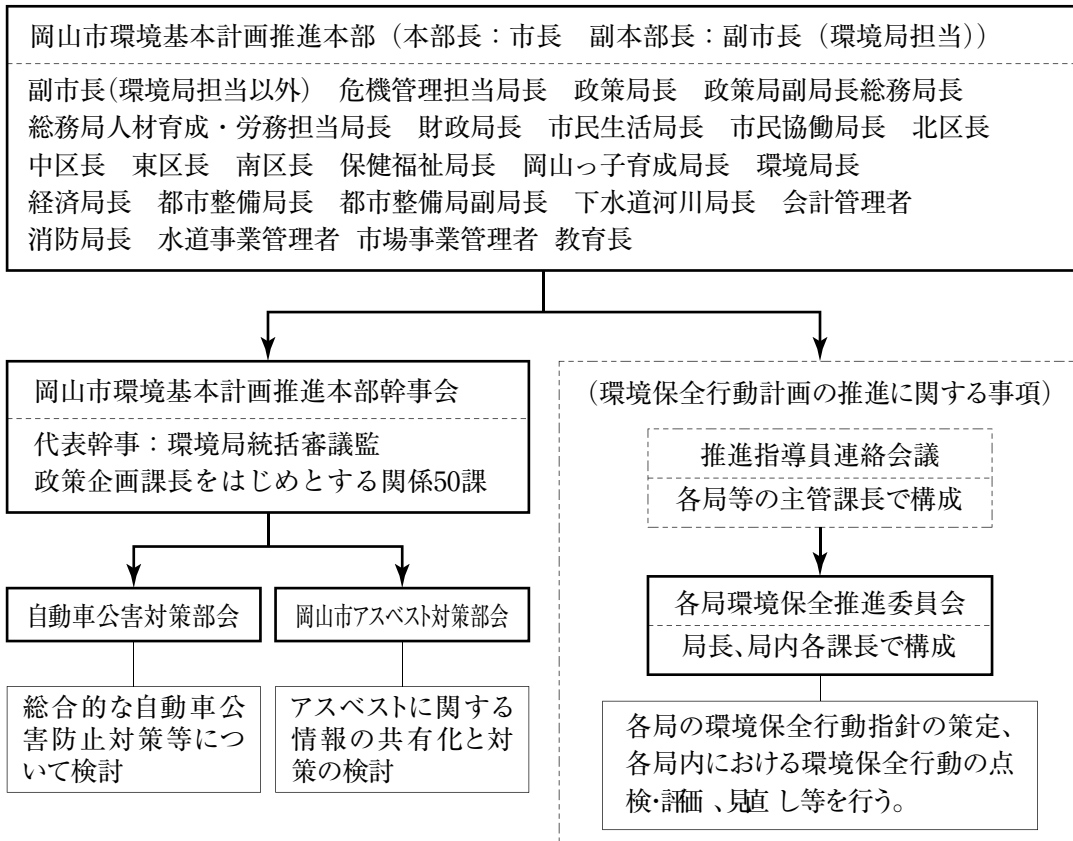 岡山市環境基本計画推進本部（本部長：市長　副本部長：副市長（環境局担当））
副市長(環境局担当以外)　危機管理担当局長　政策局長　政策局副局長総務局長
総務局人材育成・労務担当局長　財政局長　市民生活局長　市民協働局長　北区長
中区長　東区長　南区長　保健福祉局長　岡山っ子育成局長　環境局長
経済局長　都市整備局長　都市整備局副局長　下水道河川局長　会計管理者
消防局長　水道事業管理者　市場事業管理者　教育長
岡山市環境基本計画推進本部幹事会
代表幹事：環境局統括審議監
政策企画課長をはじめとする関係50課
自動車公害対策部会
総合的な自動車公
害防止対策等につ
いて検討
岡山市アスベスト対策部会
アスベストに関する
情報の共有化と対
策の検討
（環境保全行動計画の推進に関する事項）
推進指導員連絡会議
各局等の主管課長で構成
各局環境保全推進委員会
局長、局内各課長で構成
各局の環境保全行動指針の策定、
各局内における環境保全行動の点
検・評価、見直し等を行う。